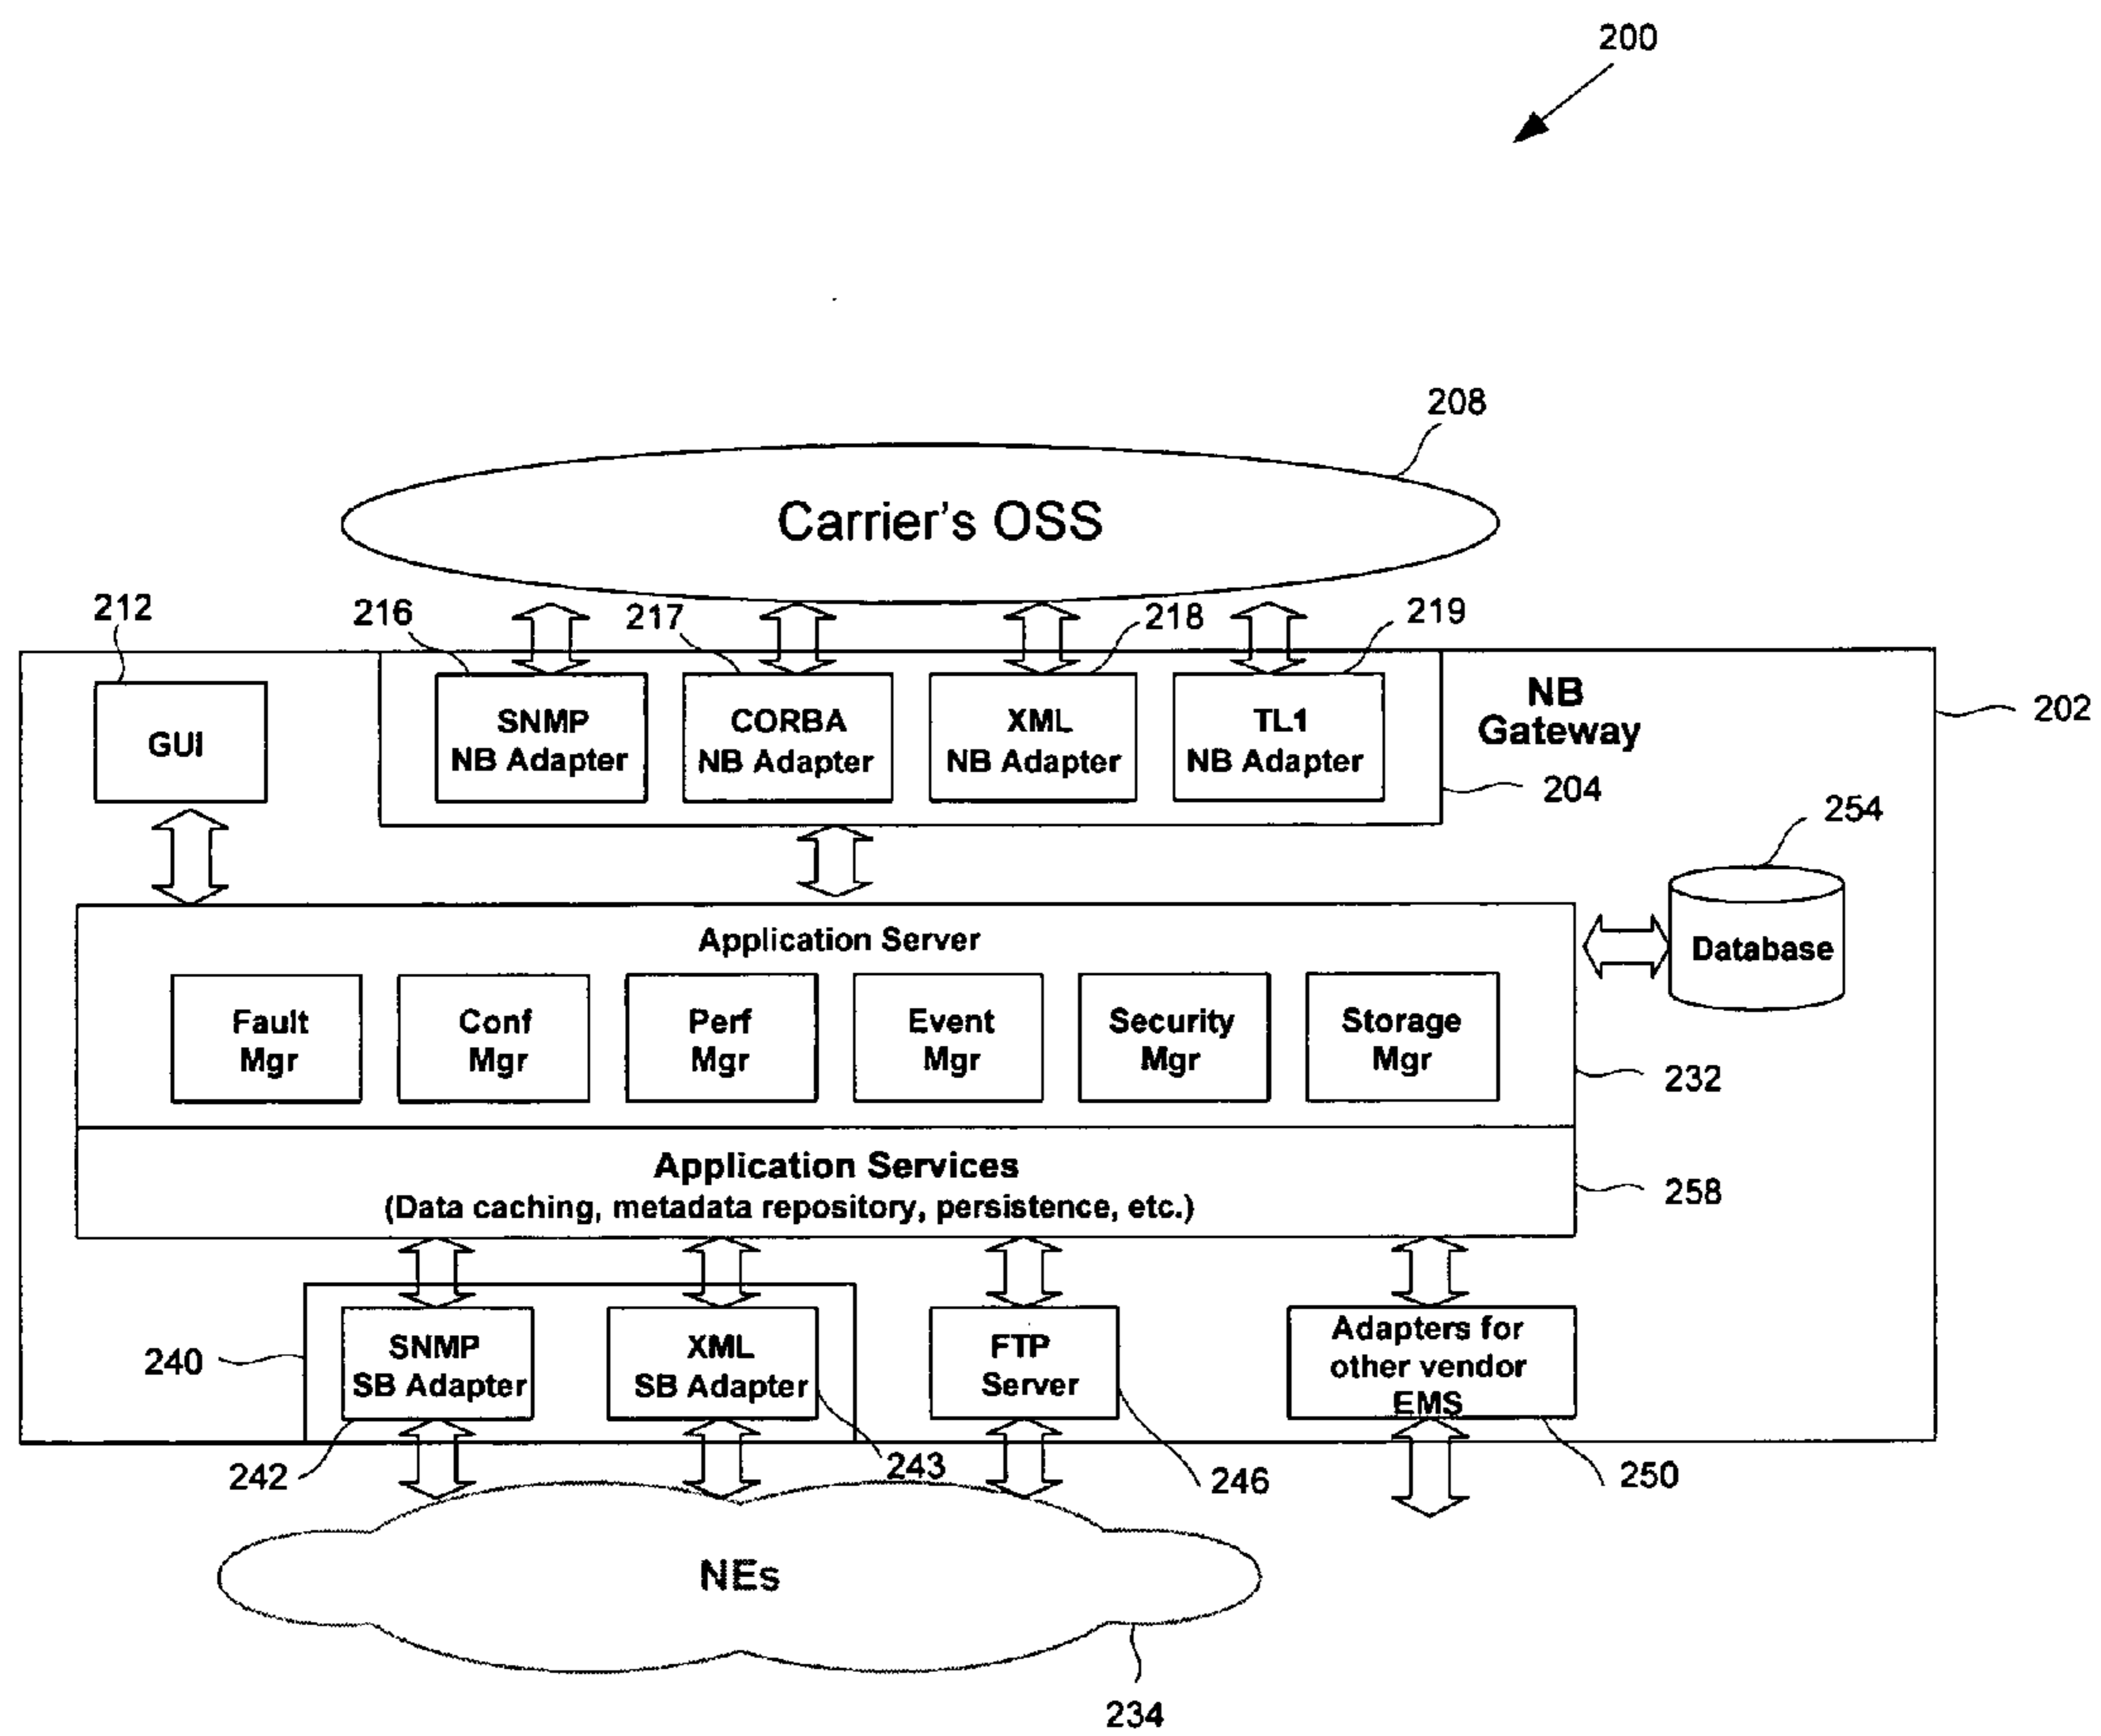 200
208
Carrier's OSS
212
216
217
218
219
GUI
SNMP
NB Adapter
CORBA
NB Adapter
XML
NB Adapter
TL1
NB Adapter
NB
Gateway
202
204
254
Database
Application Server
Fault
Mgr
Conf
Mgr
Perf
Mgr
Event
Mgr
Security
Mgr
Storage
Mgr
232
Application Services
(Data caching, metadata repository, persistence, etc.)
258
240
SNMP
SB Adapter
XML
SB Adapter
FTP
Server
Adapters for
other vendor
EMS
242
243
246
250
NEs
234